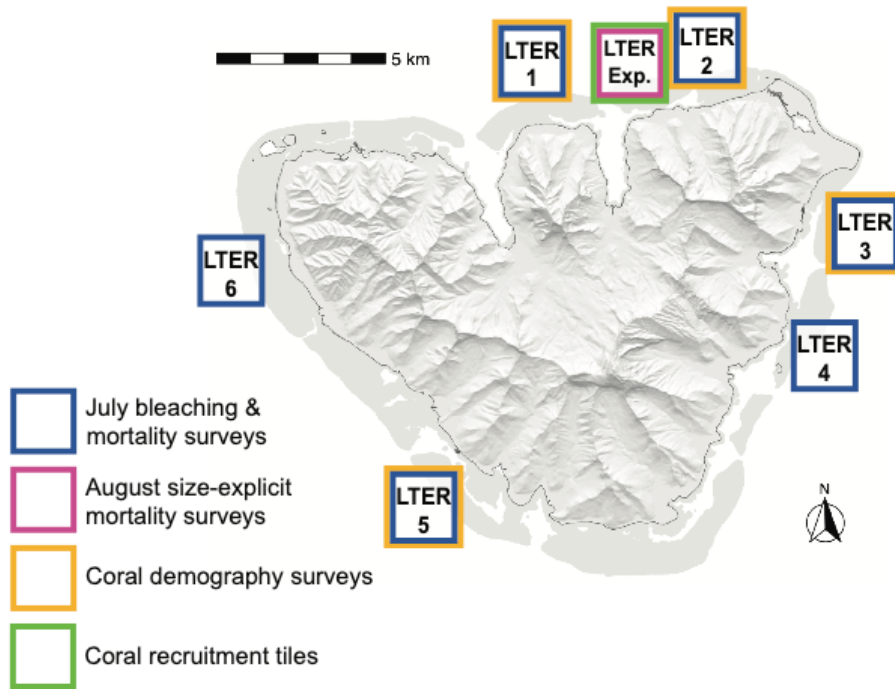 5 km
LTER
1
LTER
Exp.
LTER
2
LTER
3
LTER
6
LTER
4
LTER
5
N
July bleaching &
mortality surveys
August size-explicit
mortality surveys
Coral demography surveys
Coral recruitment tiles